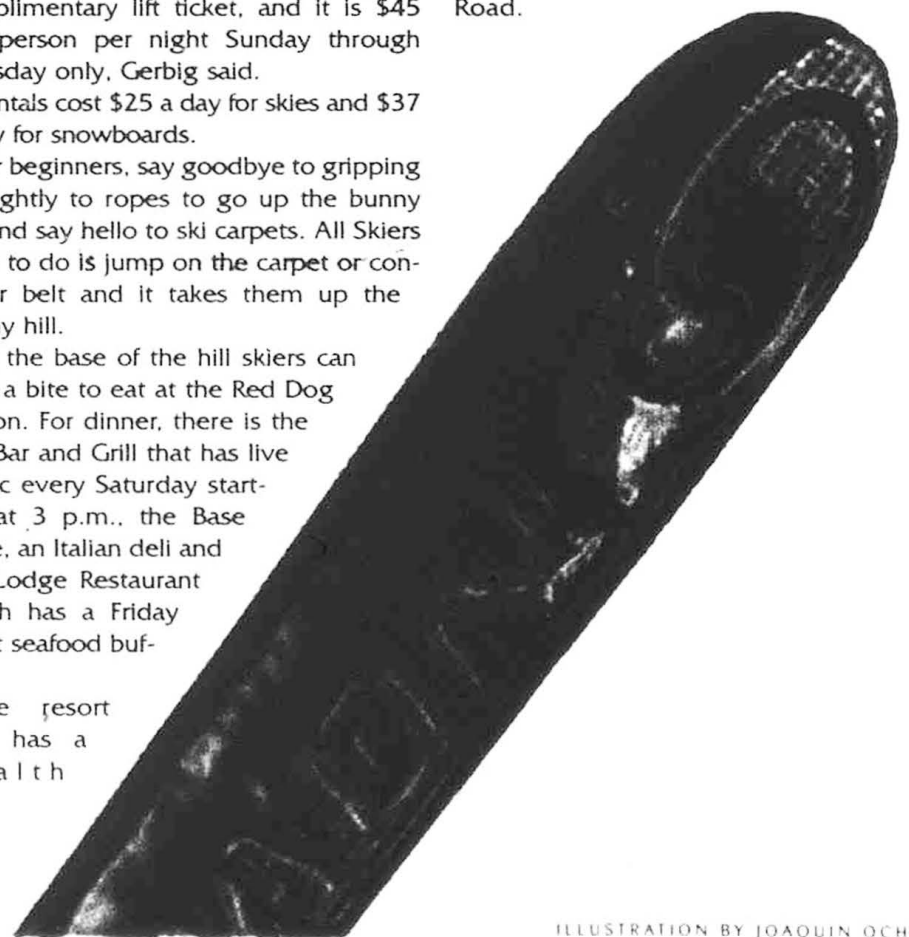 plimentary lift ticket, and it is $45
person per night Sunday through
sday only, Gerbig said.
ntals cost $25 a day for skies and $37
y for snowboards.
r beginners, say goodbye to gripping
ghtly to ropes to go up the bunny
nd say hello to ski carpets. All Skiers
to do is jump on the carpet or con-
r belt and it takes them up the
y hill.
the base of the hill skiers can
a bite to eat at the Red Dog
on. For dinner, there is the
Bar and Grill that has live
c every Saturday start-
at 3 p.m., the Base
e, an Italian deli and
Lodge Restaurant
h has a Friday
t seafood buf-
e resort
has a
alth
Road.
ILLUSTRATION BY JOAQUIN OCH